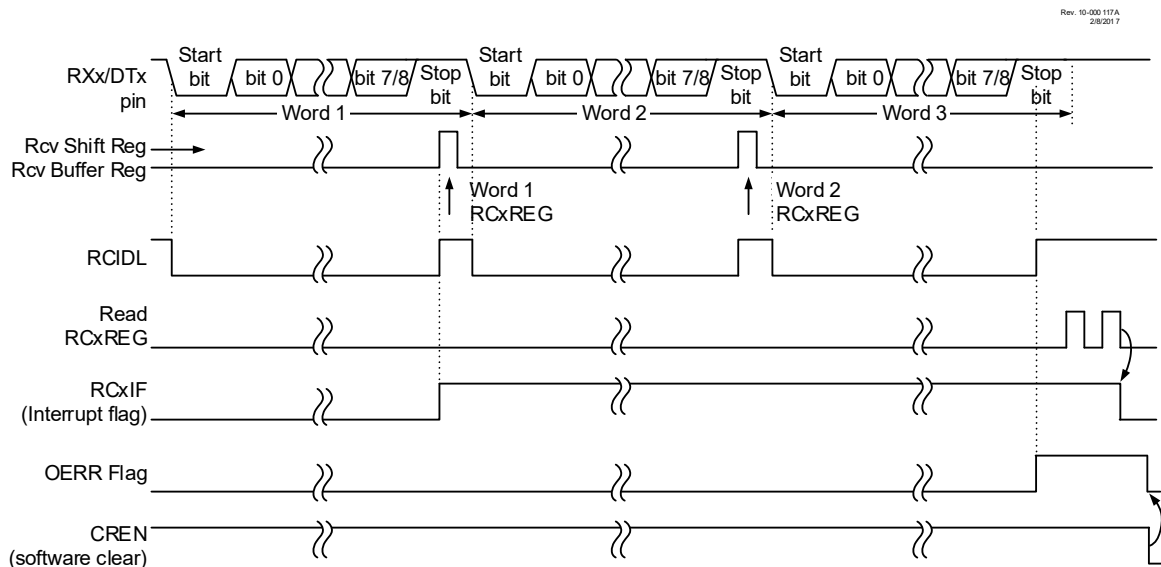 Rev. 10-000 117A
2/8/201 7
Start bit
bit 0
bit 7/8
Stop bit
Start bit
bit 0
bit 7/8
Stop bit
Start bit
bit 0
bit 7/8
Stop bit
RXx/DTx
pin
Word 1
Word 2
Word 3
Rcv Shift Reg
Rcv Buffer Reg
Word 1
RCxREG
Word 2
RCxREG
RCIDL
Read
RCxREG
RCxIF
(Interrupt flag)
OERR Flag
CREN
(software clear)